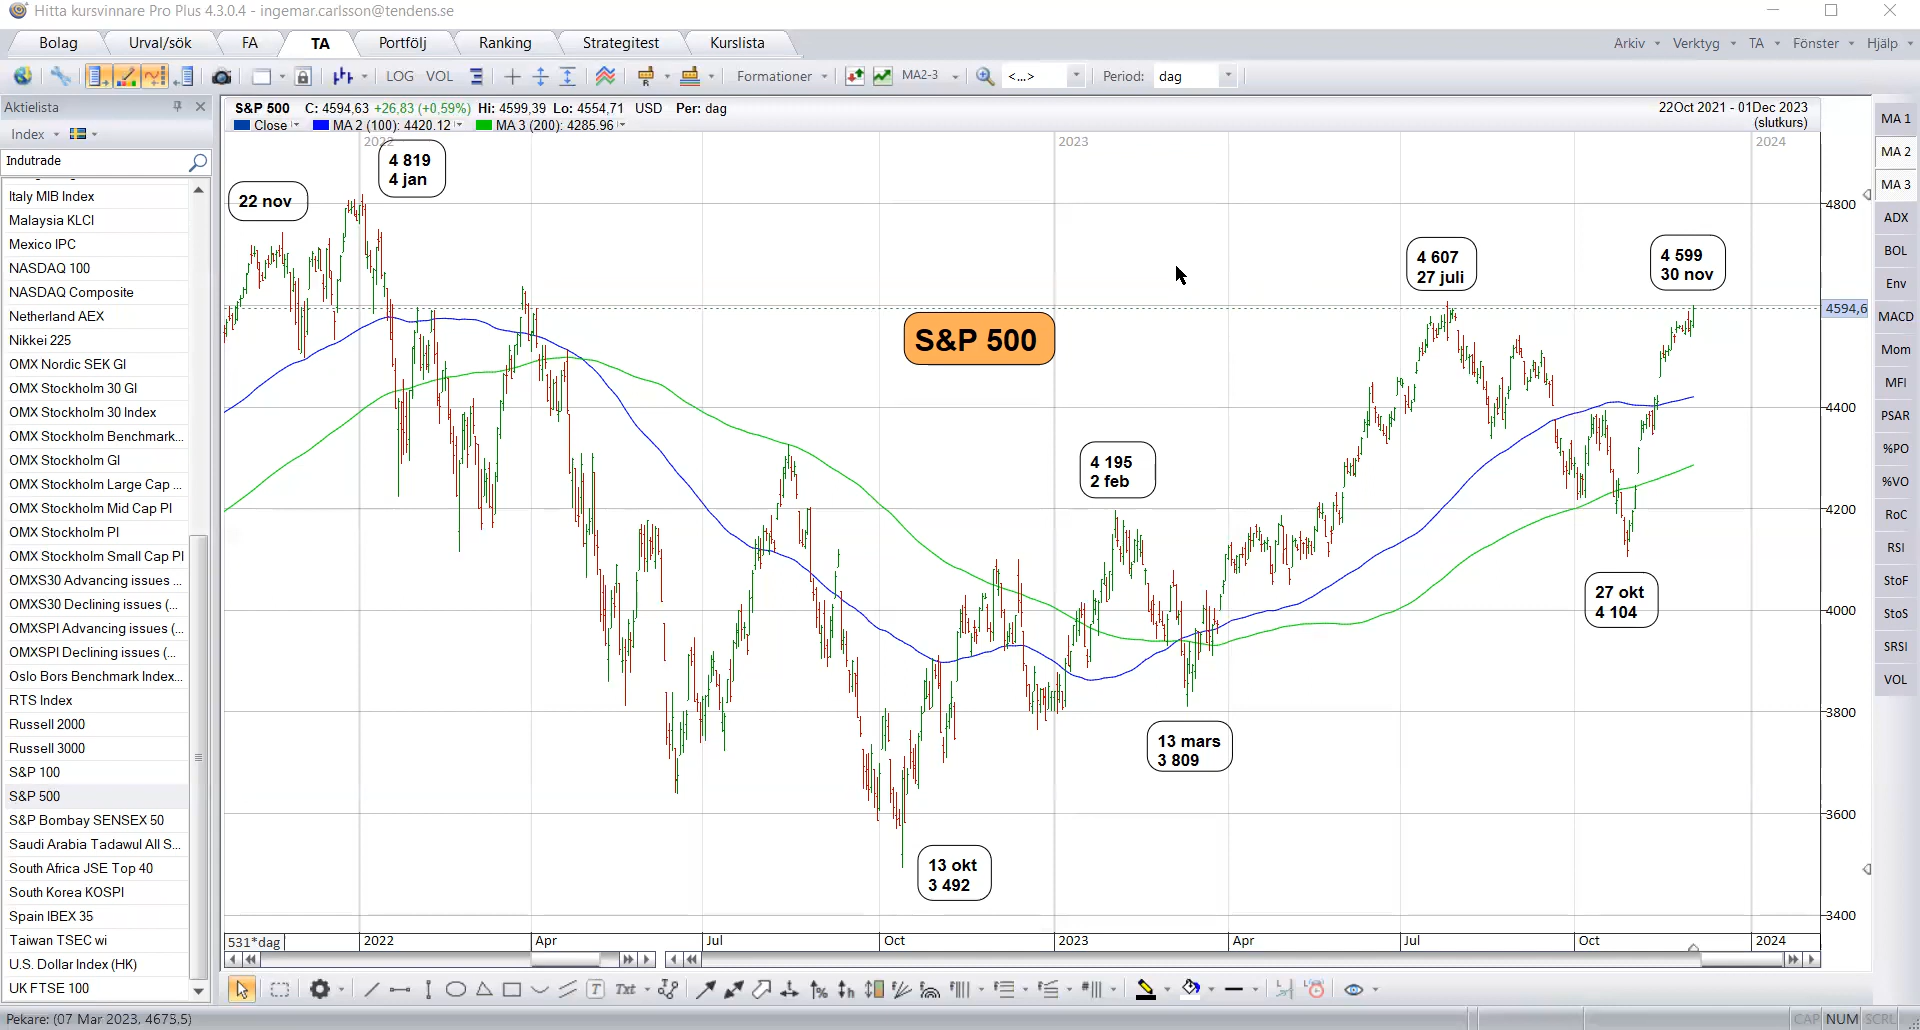 Hitta kursvinnare Pro Plus 4.3.0.4 - ingemar.carlsson@tendens.se
Bolag Urval/sök FA TA Portfölj Ranking Strategitest Kurslista Arkiv Verktyg TA Fönster Hjälp
LOG VOL Formationer MA2-3 <...> Period: dag
Aktielista
Index
Indutrade
Italy MIB Index
Malaysia KLCI
Mexico IPC
NASDAQ 100
NASDAQ Composite
Netherland AEX
Nikkei 225
OMX Nordic SEK GI
OMX Stockholm 30 GI
OMX Stockholm 30 Index
OMX Stockholm Benchmark...
OMX Stockholm GI
OMX Stockholm Large Cap ...
OMX Stockholm Mid Cap PI
OMX Stockholm PI
OMX Stockholm Small Cap PI
OMXS30 Advancing issues ...
OMXS30 Declining issues (...
OMXSPI Advancing issues (...
OMXSPI Declining issues (...
Oslo Bors Benchmark Index...
RTS Index
Russell 2000
Russell 3000
S&P 100
S&P 500
S&P Bombay SENSEX 50
Saudi Arabia Tadawul All S...
South Africa JSE Top 40
South Korea KOSPI
Spain IBEX 35
Taiwan TSEC wi
U.S. Dollar Index (HK)
UK FTSE 100
S&P 500 C: 4594,63 +26,83 (+0,59%) Hi: 4599,39 Lo: 4554,71 USD Per: dag
22Oct 2021 - 01Dec 2023
(slutkurs)
Close MA 2 (100): 4420.12 MA 3 (200): 4285.96
2022 2023 2024
4 819
4 jan
22 nov
4 607
27 juli
4 599
30 nov
S&P 500
4 195
2 feb
27 okt
4 104
13 mars
3 809
13 okt
3 492
4800
4594,6
4400
4200
4000
3800
3600
3400
531*dag 2022 Apr Jul Oct 2023 Apr Jul Oct 2024
MA 1
MA 2
MA 3
ADX
BOL
Env
MACD
Mom
MFI
PSAR
%PO
%VO
RoC
RSI
StoF
StoS
SRSI
VOL
T Txt
Pekare: (07 Mar 2023, 4675,5) CAP NUM SCRL